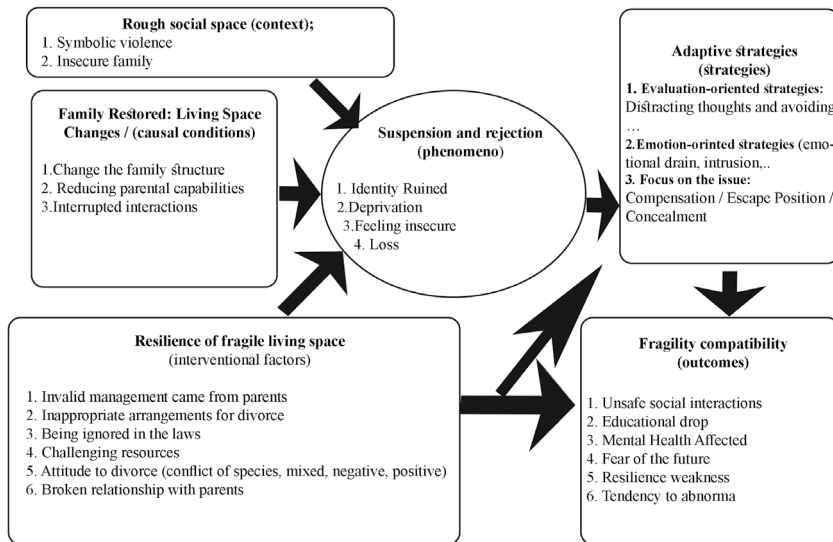 Rough social space (context);
1. Symbolic violence
2. Insecure family
Family Restored: Living Space
Changes / (causal conditions)
1.Change the family structure
2. Reducing parental capabilities
3.Interrupted interactions
Suspension and rejection
(phenomeno)
1. Identity Ruined
2.Deprivation
3.Feeling insecure
4. Loss
Adaptive strategies
(strategies)
1. Evaluation-oriented strategies:
Distracting thoughts and avoiding
...
2.Emotion-orinted strategies (emo-
tional drain, intrusion,..
3. Focus on the issue:
Compensation / Escape Position /
Concealment
Resilience of fragile living space
(interventional factors)
1. Invalid management came from parents
2. Inappropriate arrangements for divorce
3. Being ignored in the laws
4. Challenging resources
5. Attitude to divorce (conflict of species, mixed, negative, positive)
6. Broken relationship with parents
Fragility compatibility
(outcomes)
1. Unsafe social interactions
2. Educational drop
3. Mental Health Affected
4. Fear of the future
5. Resilience weakness
6. Tendency to abnorma